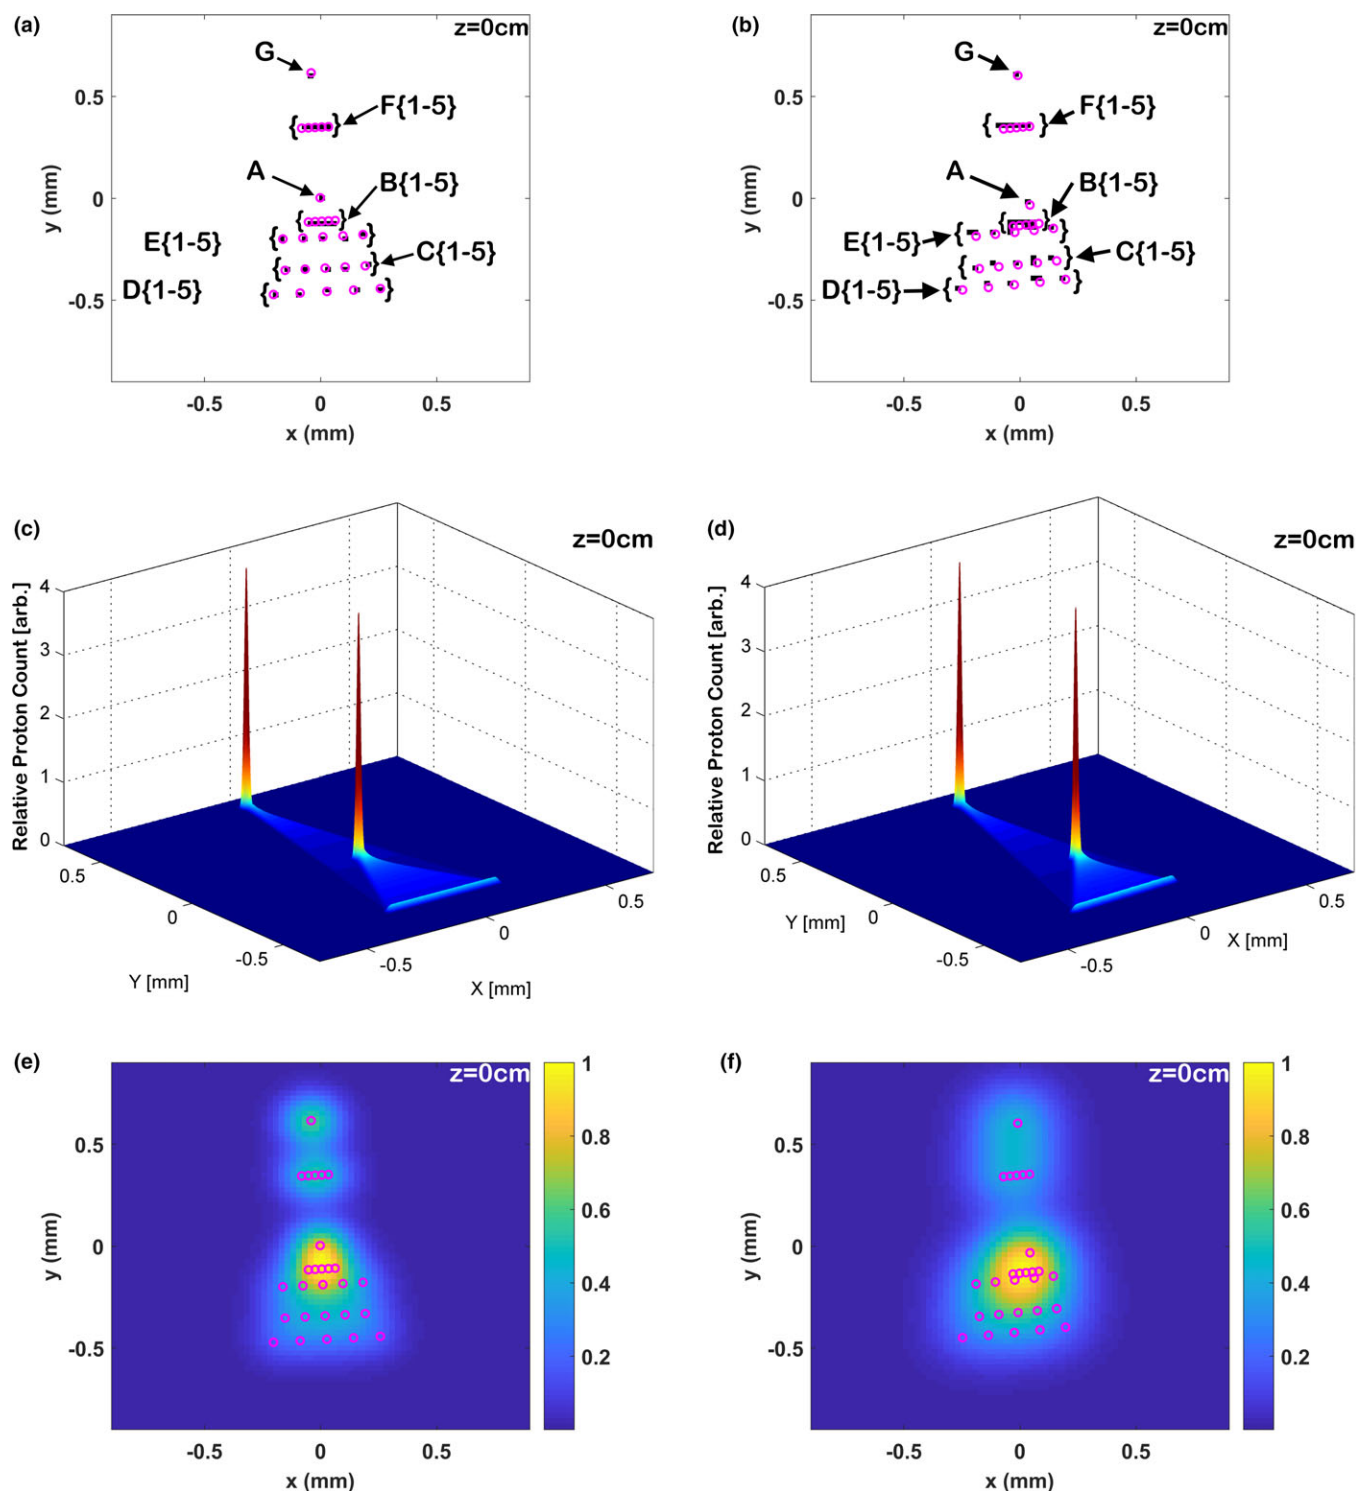 (a)
z=0cm
G
F{1-5}
A
B{1-5}
E{1-5}
C{1-5}
D{1-5}
0.5
0
-0.5
y (mm)
-0.5 0 0.5
x (mm)
(b)
z=0cm
G
F{1-5}
A
B{1-5}
E{1-5}
C{1-5}
D{1-5}
0.5
0
-0.5
y (mm)
-0.5 0 0.5
x (mm)
(c)
z=0cm
Relative Proton Count [arb.]
4
3
2
1
0
0.5
0
-0.5
Y [mm]
-0.5
0
0.5
X [mm]
(d)
z=0cm
Relative Proton Count [arb.]
4
3
2
1
0
0.5
0
-0.5
Y [mm]
-0.5
0
0.5
X [mm]
(e)
z=0cm
0.5
0
-0.5
y (mm)
-0.5 0 0.5
x (mm)
1
0.8
0.6
0.4
0.2
(f)
z=0cm
0.5
0
-0.5
y (mm)
-0.5 0 0.5
x (mm)
1
0.8
0.6
0.4
0.2